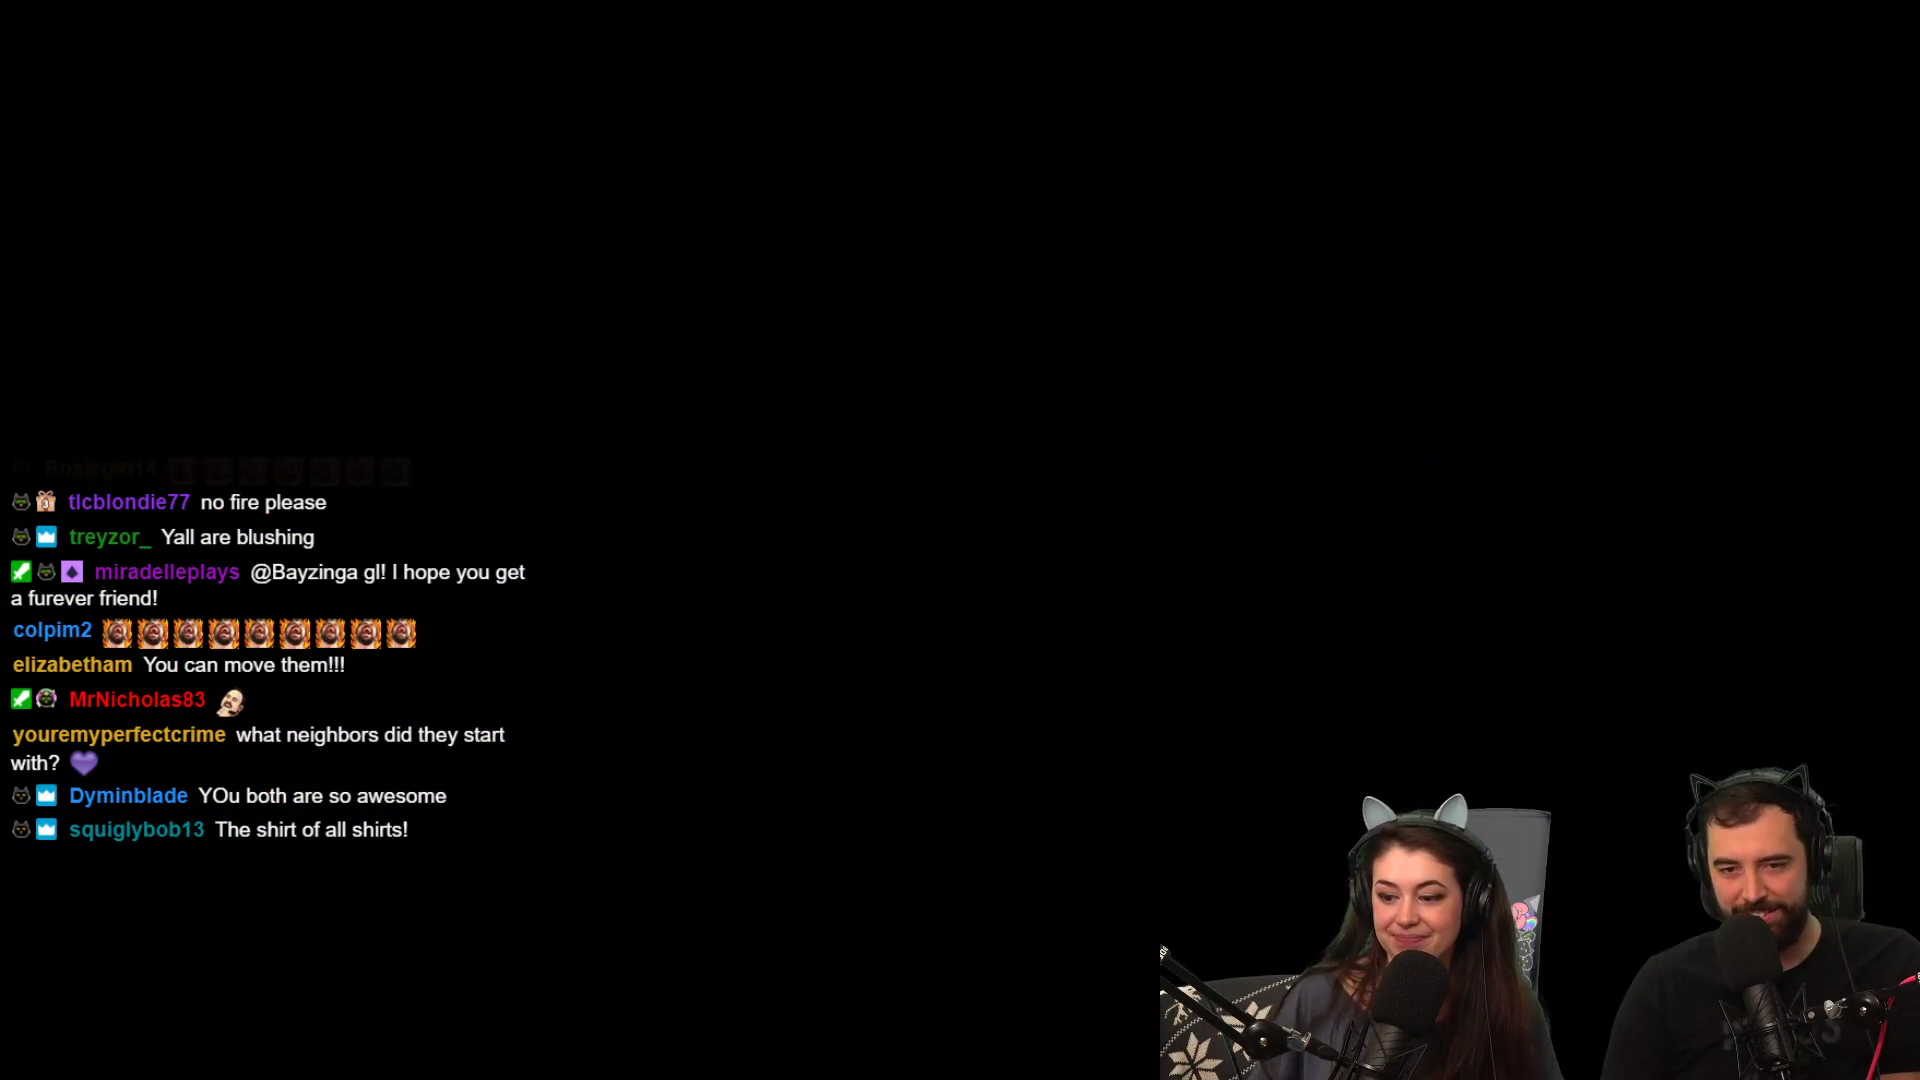 Rosiegirl14
tlcblondie77 no fire please
treyzor_ Yall are blushing
miradelleplays @Bayzinga gl! I hope you get
a furever friend!
colpim2
elizabetham You can move them!!!
MrNicholas83
youremyperfectcrime what neighbors did they start
with?
Dyminblade YOu both are so awesome
squiglybob13 The shirt of all shirts!